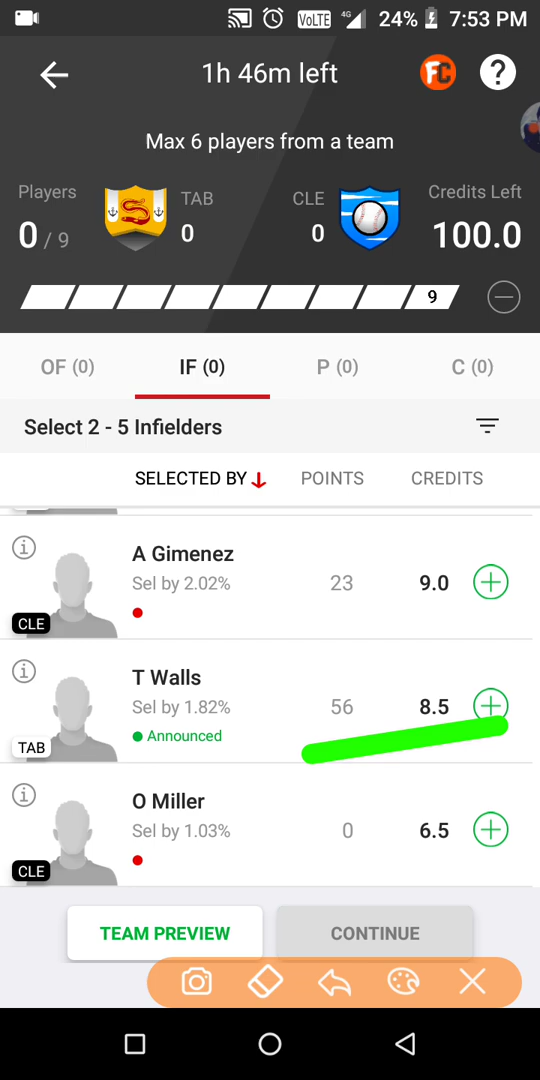 VoLTE 4G 24% 7:53 PM
1h 46m left FC ?
Max 6 players from a team
Players TAB CLE Credits Left
0 / 9 0 0 100.0
9
OF (0) IF (0) P (0) C (0)
Select 2 - 5 Infielders
SELECTED BY POINTS CREDITS
A Gimenez
Sel by 2.02% 23 9.0
CLE
T Walls
Sel by 1.82% 56 8.5
Announced
TAB
O Miller
Sel by 1.03% 0 6.5
CLE
TEAM PREVIEW CONTINUE